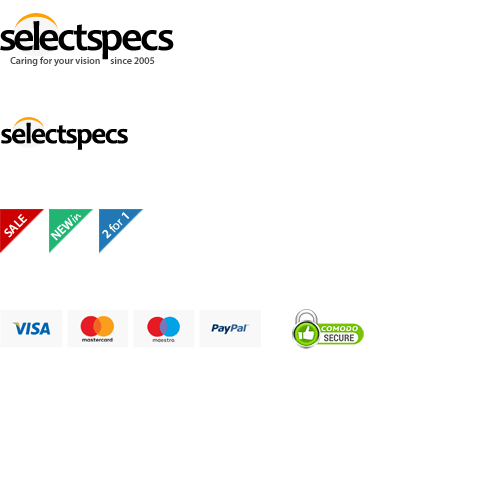 selectspecs
Caring for your vision since 2005
selectspecs
SALE
NEW in
2 for 1
VISA
mastercard
maestro
PayPal
COMODO
SECURE